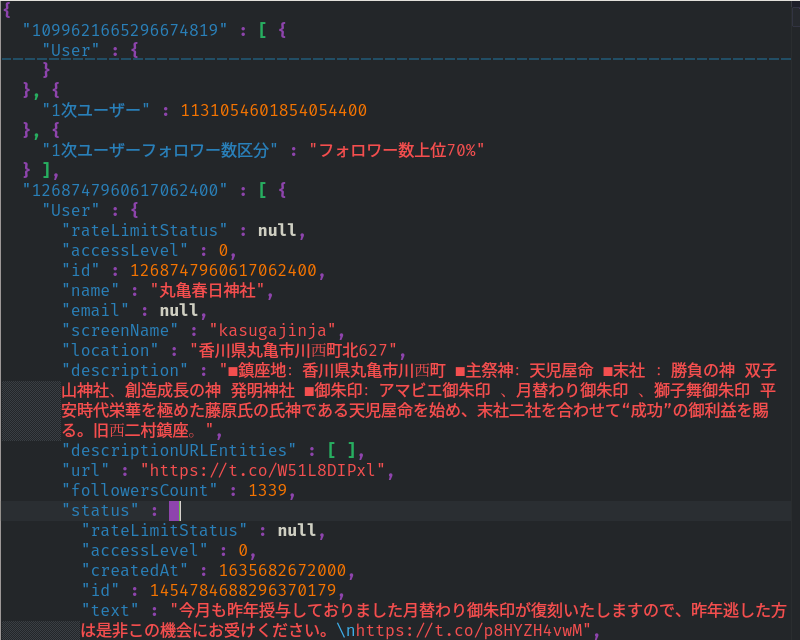 {
"1099621665296674819" : [ {
"User" : {
}
}, {
"1次ユーザー" : 1131054601854054400
}, {
"1次ユーザーフォロワー数区分" : "フォロワー数上位70%"
} ],
"1268747960617062400" : [ {
"User" : {
"rateLimitStatus" : null,
"accessLevel" : 0,
"id" : 1268747960617062400,
"name" : "丸亀春日神社",
"email" : null,
"screenName" : "kasugajinja",
"location" : "香川県丸亀市川西町北627",
"description" : "■鎮座地: 香川県丸亀市川西町 ■主祭神: 天児屋命 ■末社 : 勝負の神 双子
山神社、創造成長の神 発明神社 ■御朱印: アマビエ御朱印 、月替わり御朱印 、獅子舞御朱印 平
安時代栄華を極めた藤原氏の氏神である天児屋命を始め、末社二社を合わせて“成功”の御利益を賜
る。旧西二村鎮座。",
"descriptionURLEntities" : [ ],
"url" : "https://t.co/W51L8DIPxl",
"followersCount" : 1339,
"status" :
"rateLimitStatus" : null,
"accessLevel" : 0,
"createdAt" : 1635682672000,
"id" : 1454784688296370179,
"text" : "今月も昨年授与しておりました月替わり御朱印が復刻いたしますので、昨年逃した方
は是非この機会にお受けください。\nhttps://t.co/p8HYZH4vwM",